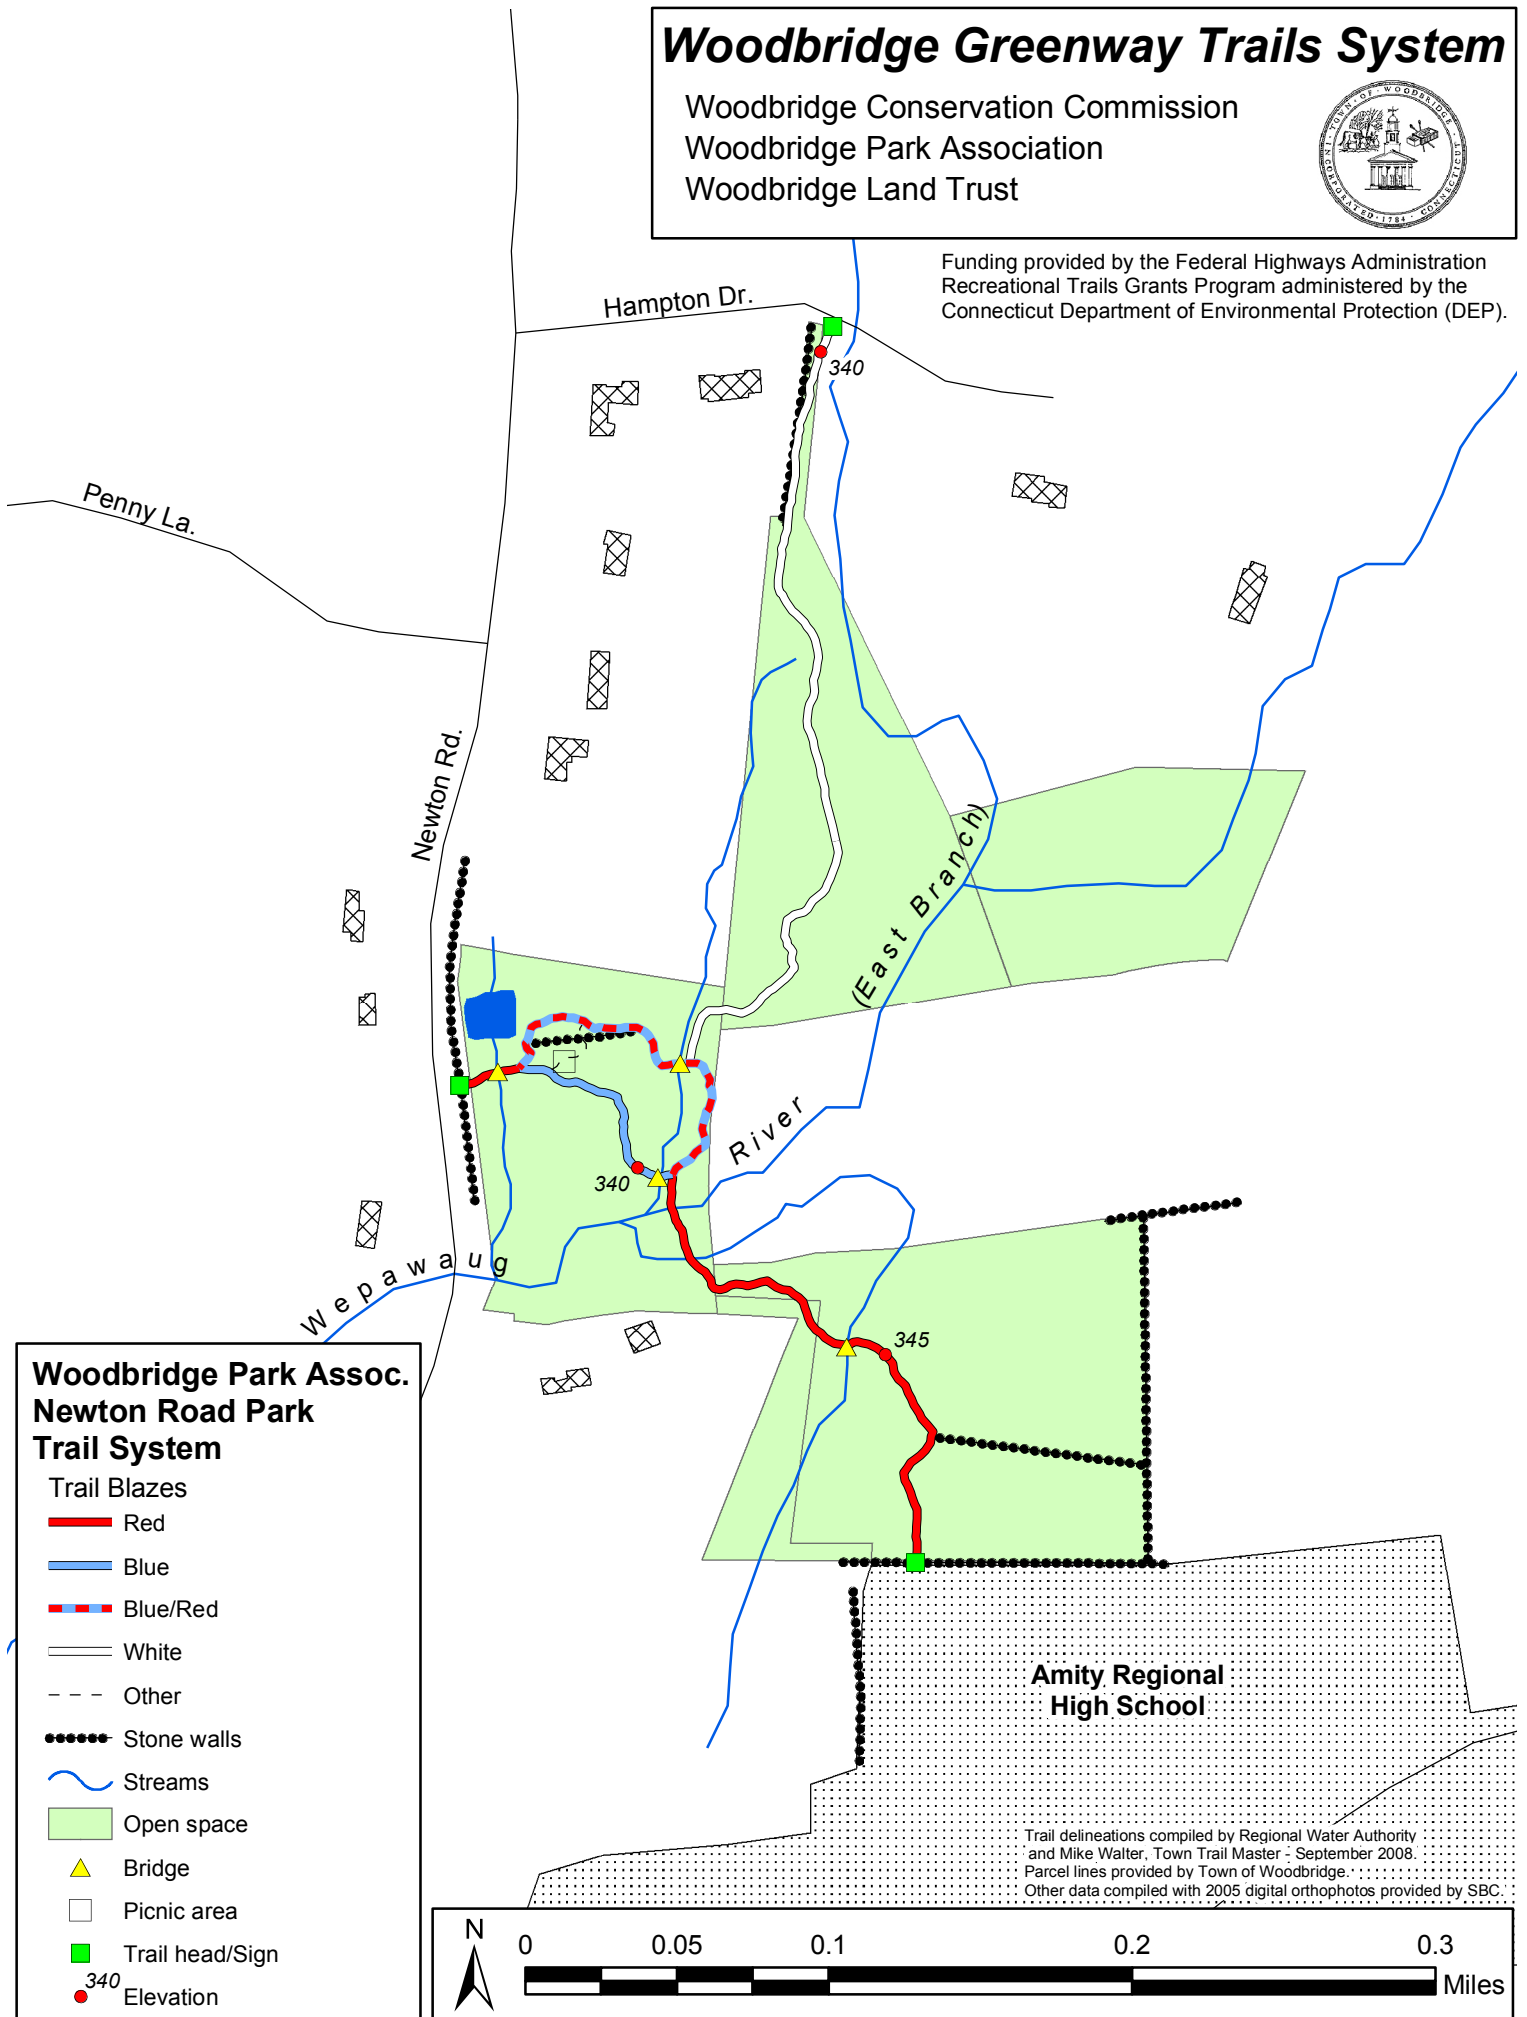 Woodbridge Greenway Trails System
Woodbridge Conservation Commission
Woodbridge Park Association
Woodbridge Land Trust
TOWN · OF · WOODBRIDGE · CONNECTICUT
INCORPORATED · 1784 ·
Funding provided by the Federal Highways Administration
Recreational Trails Grants Program administered by the
Connecticut Department of Environmental Protection (DEP).
Hampton Dr.
340
Penny La.
Newton Rd.
(East Branch)
River
340
Wepawaug
345
Woodbridge Park Assoc.
Newton Road Park
Trail System
Trail Blazes
Red
Blue
Blue/Red
White
Other
Stone walls
Streams
Open space
Bridge
Picnic area
Trail head/Sign
340
Elevation
Amity Regional
High School
Trail delineations compiled by Regional Water Authority
and Mike Walter, Town Trail Master - September 2008.
Parcel lines provided by Town of Woodbridge.
Other data compiled with 2005 digital orthophotos provided by SBC.
N
0 0.05 0.1 0.2 0.3
Miles